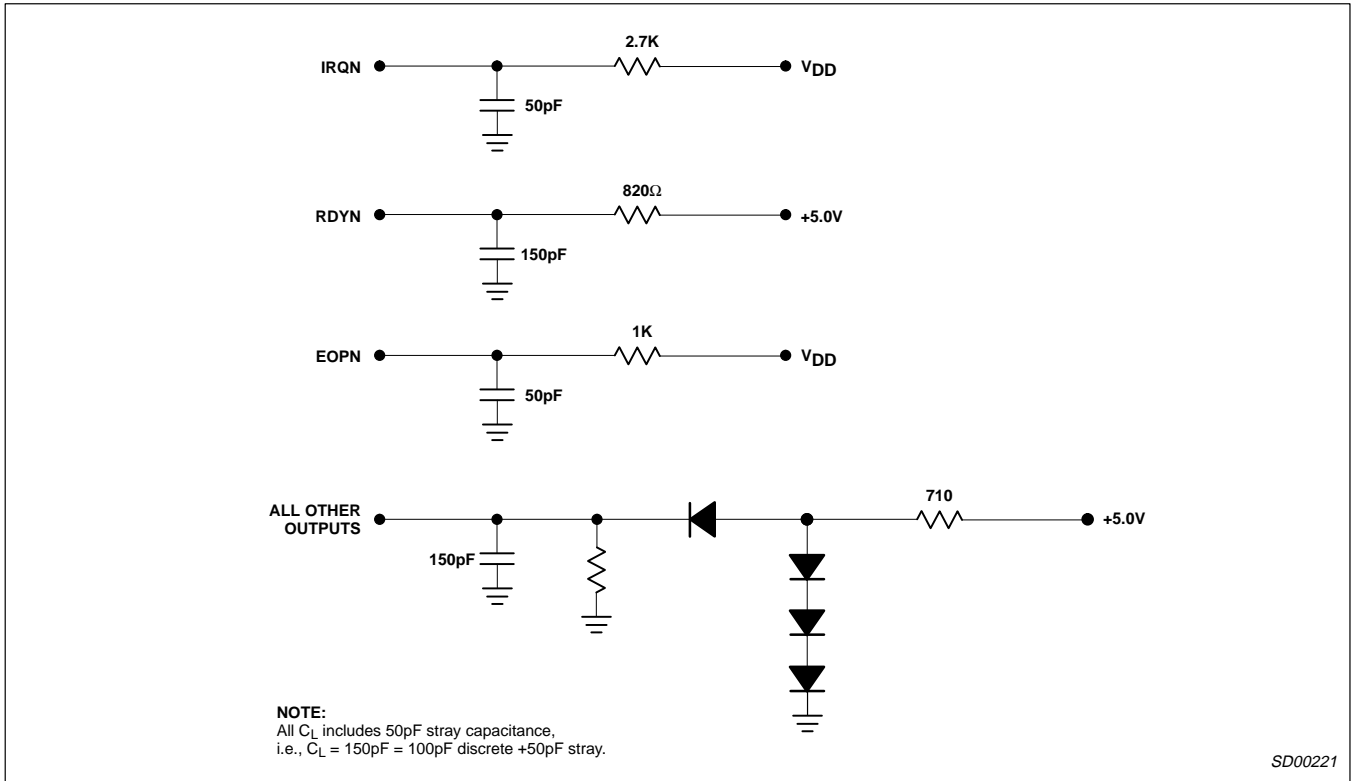 2.7K
IRQN
VDD
50pF
820Ω
RDYN
+5.0V
150pF
1K
EOPN
VDD
50pF
710
ALL OTHER
OUTPUTS
+5.0V
150pF
NOTE:
All CL includes 50pF stray capacitance,
i.e., CL = 150pF = 100pF discrete +50pF stray.
SD00221